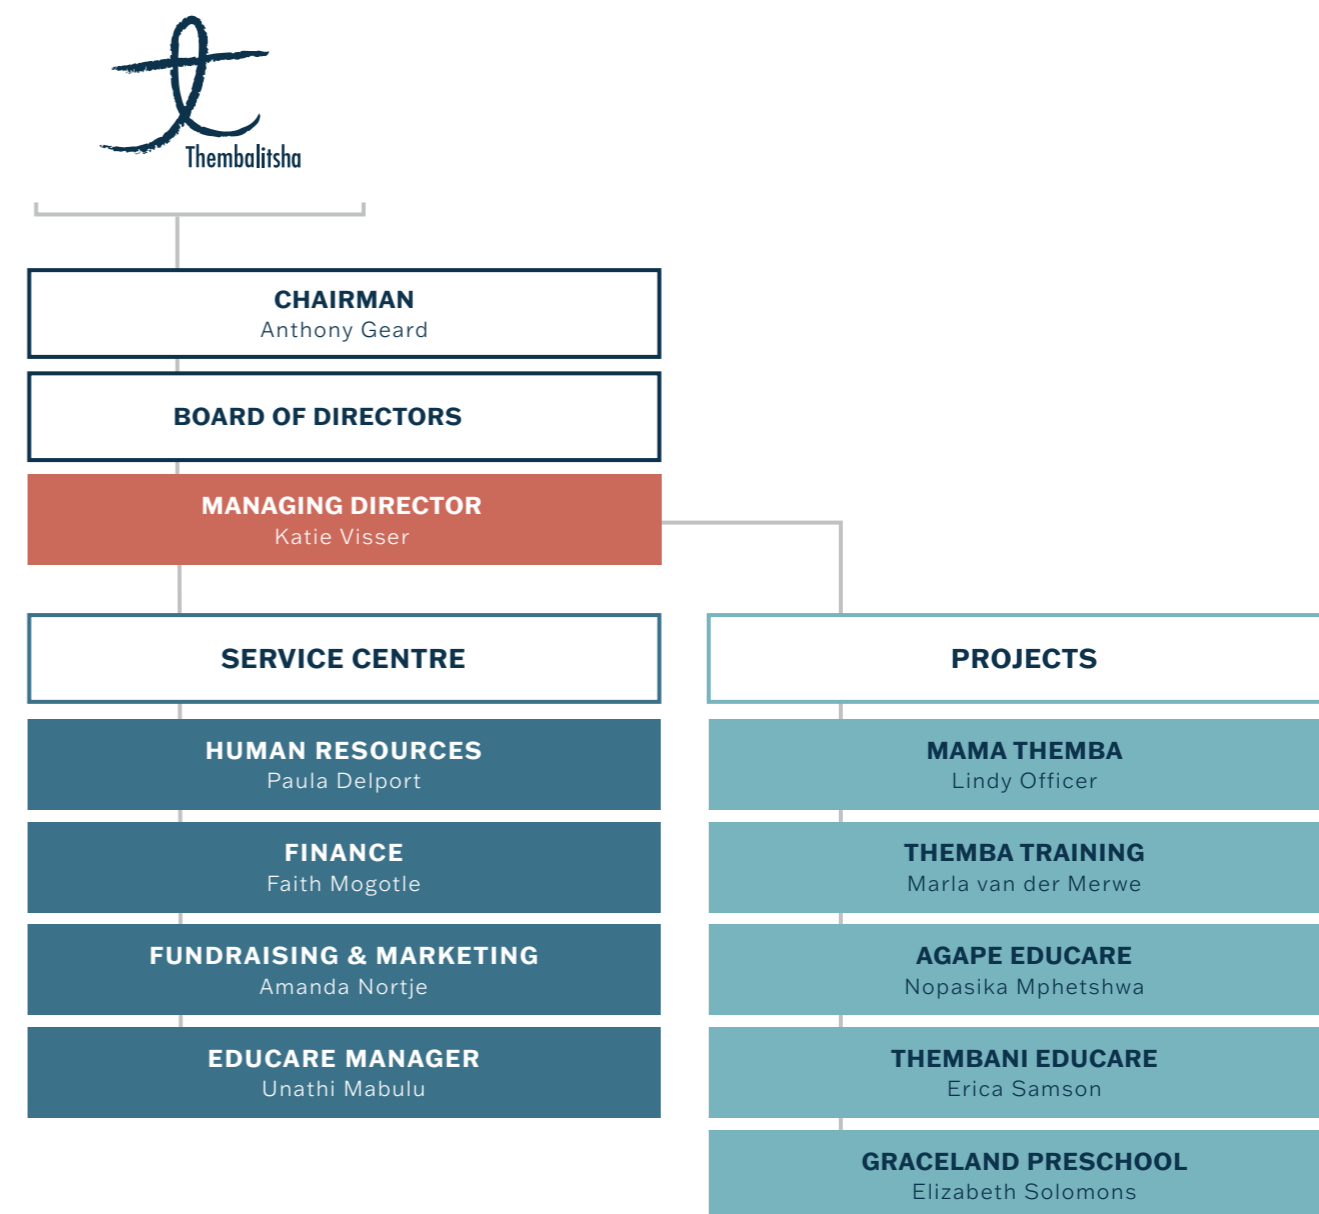 Thembalitsha
CHAIRMAN
Anthony Geard
BOARD OF DIRECTORS
MANAGING DIRECTOR
Katie Visser
SERVICE CENTRE
HUMAN RESOURCES
Paula Delport
FINANCE
Faith Mogotle
FUNDRAISING & MARKETING
Amanda Nortje
EDUCARE MANAGER
Unathi Mabulu
PROJECTS
MAMA THEMBA
Lindy Officer
THEMBA TRAINING
Marla van der Merwe
AGAPE EDUCARE
Nopasika Mphetshwa
THEMBANI EDUCARE
Erica Samson
GRACELAND PRESCHOOL
Elizabeth Solomons